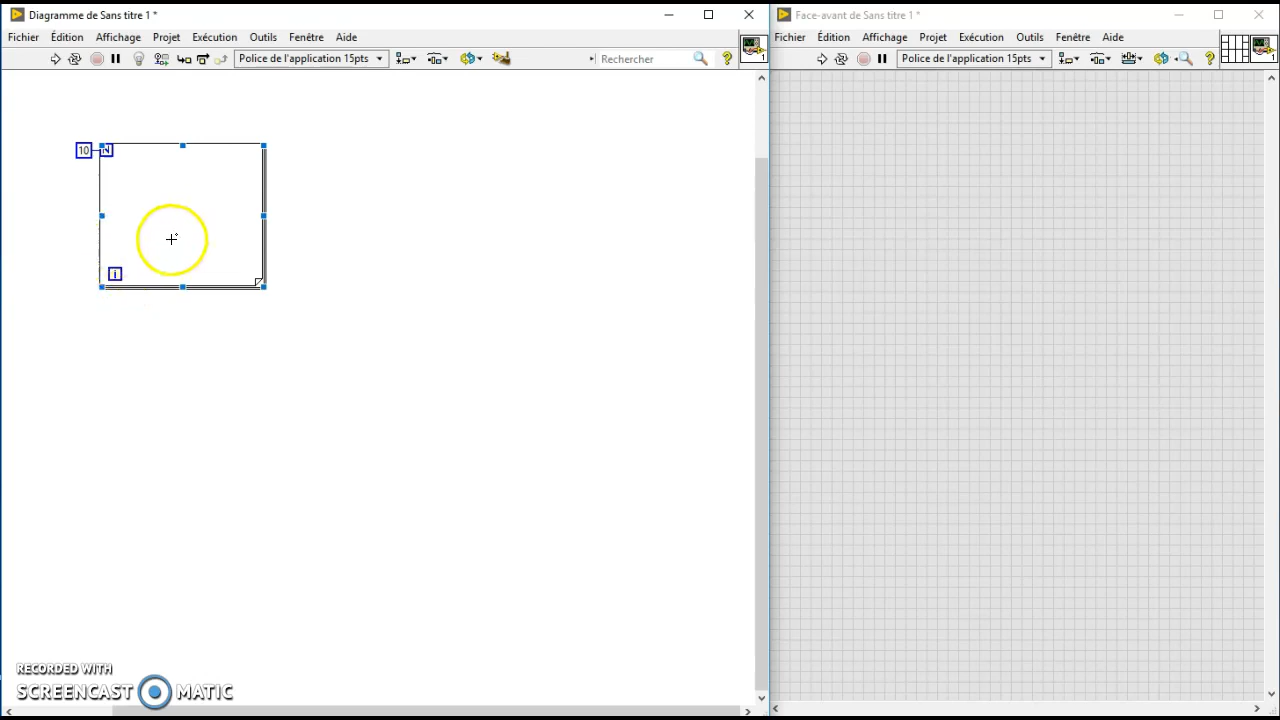 Diagramme de Sans titre 1 *
Fichier Édition Affichage Projet Exécution Outils Fenêtre Aide
Police de l'application 15pts
Rechercher
?
1
10 N
i
Face-avant de Sans titre 1 *
Fichier Édition Affichage Projet Exécution Outils Fenêtre Aide
Police de l'application 15pts
?
1
RECORDED WITH
SCREENCAST MATIC